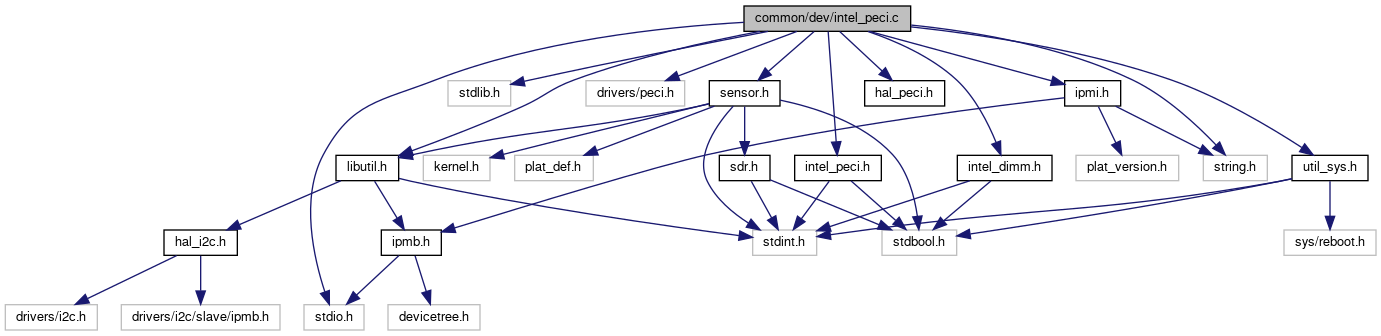 common/dev/intel_peci.c
stdlib.h
drivers/peci.h
sensor.h
hal_peci.h
ipmi.h
libutil.h
kernel.h
plat_def.h
sdr.h
intel_peci.h
intel_dimm.h
plat_version.h
string.h
util_sys.h
hal_i2c.h
ipmb.h
stdint.h
stdbool.h
sys/reboot.h
drivers/i2c.h
drivers/i2c/slave/ipmb.h
stdio.h
devicetree.h